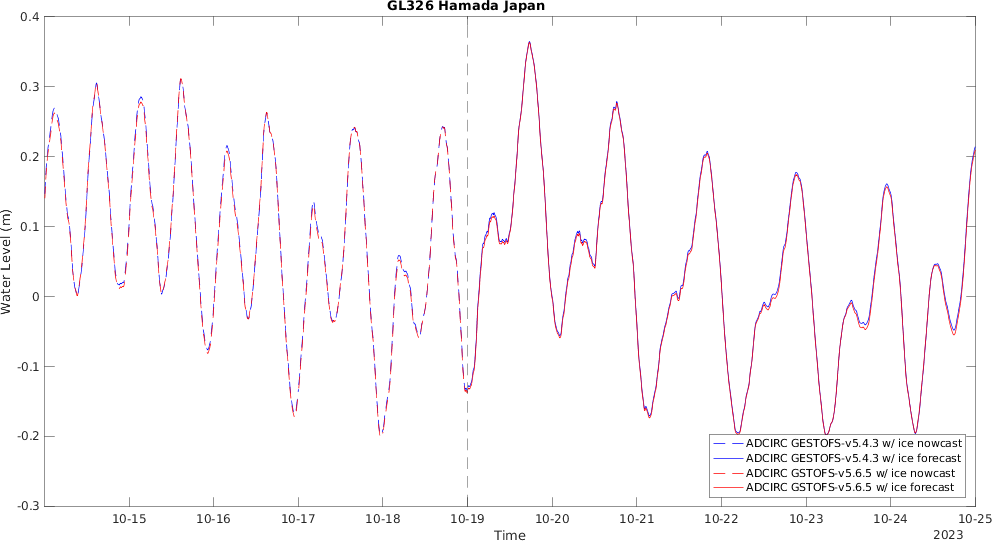 GL326 Hamada Japan
0.4
0.3
0.2
0.1
0
-0.1
-0.2
-0.3
Water Level (m)
ADCIRC GESTOFS-v5.4.3 w/ ice nowcast
ADCIRC GESTOFS-v5.4.3 w/ ice forecast
ADCIRC GSTOFS-v5.6.5 w/ ice nowcast
ADCIRC GSTOFS-v5.6.5 w/ ice forecast
10-15 10-16 10-17 10-18 10-19 10-20 10-21 10-22 10-23 10-24 10-25
Time
2023